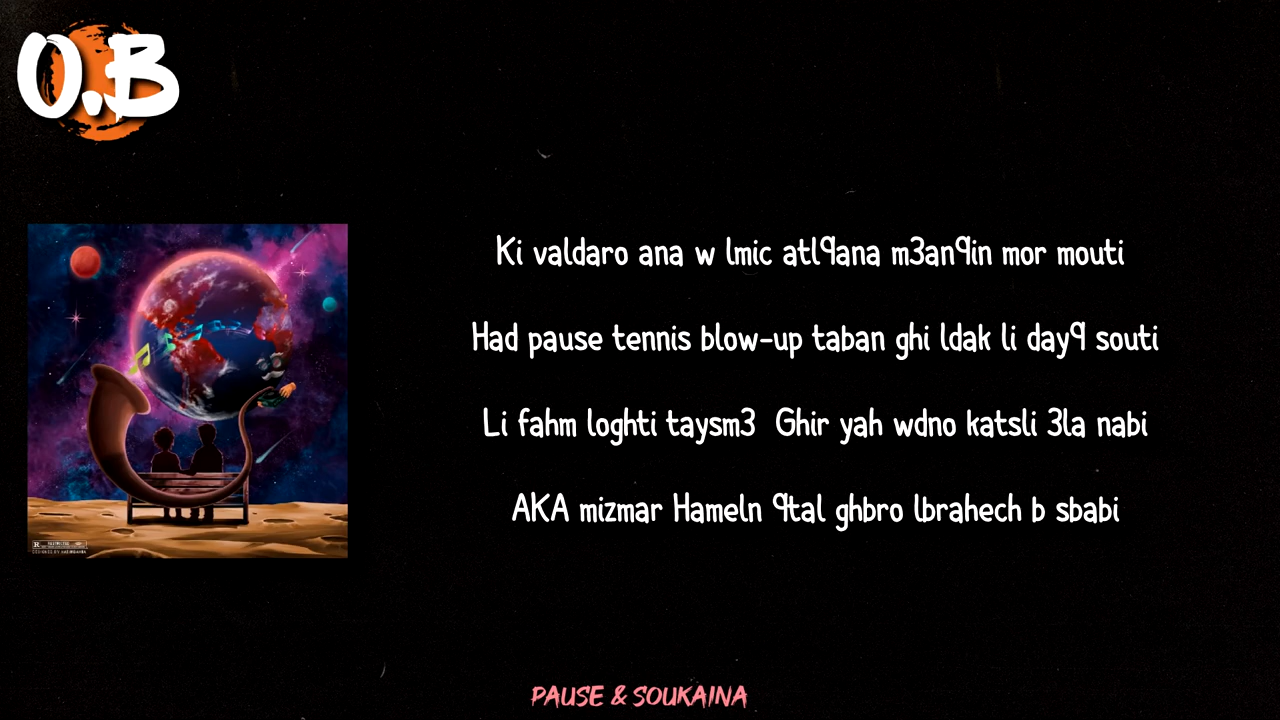 O.B
Ki valdaro ana w lmic atl9ana m3an9in mor mouti
Had pause tennis blow-up taban ghi ldak li day9 souti
Li fahm loghti taysm3 Ghir yah wdno katsli 3la nabi
AKA mizmar Hameln 9tal ghbro lbrahech b sbabi
PAUSE & SOUKAINA